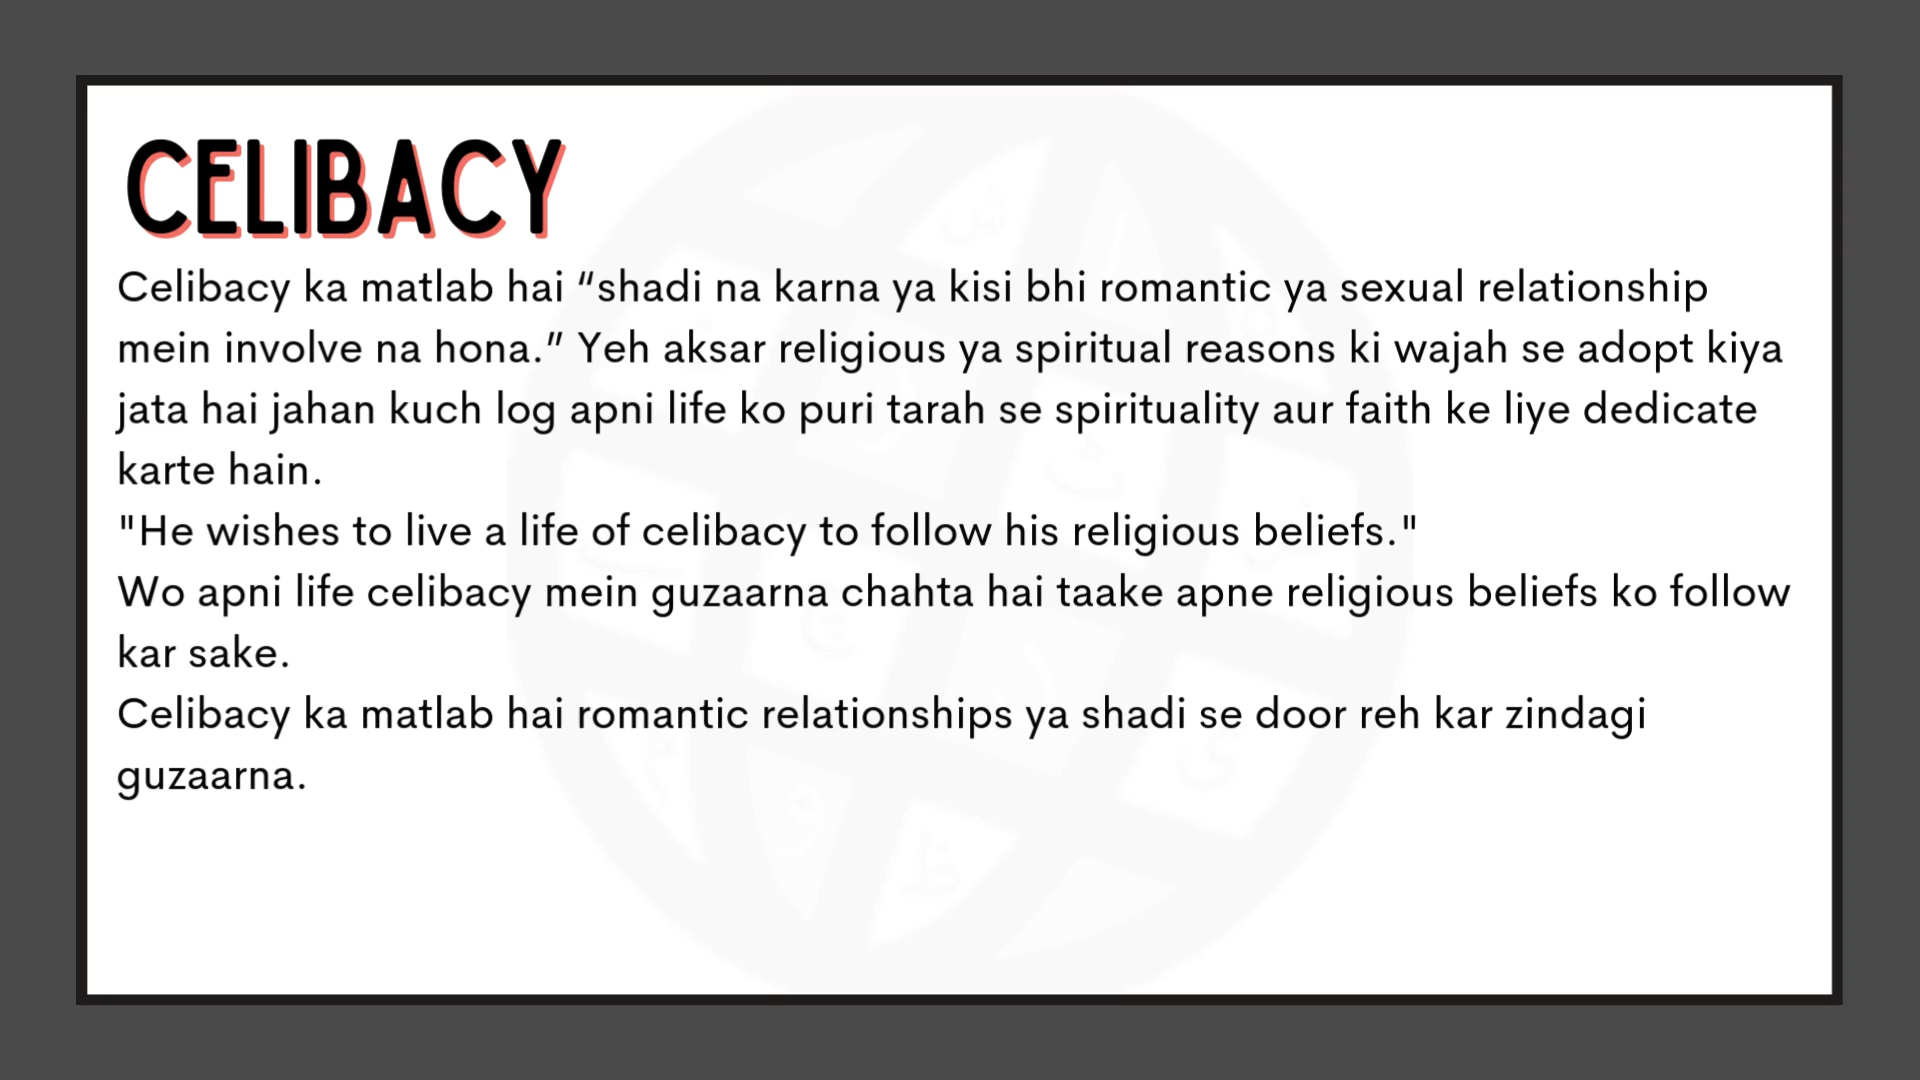 CELIBACY
Celibacy ka matlab hai “shadi na karna ya kisi bhi romantic ya sexual relationship
mein involve na hona.” Yeh aksar religious ya spiritual reasons ki wajah se adopt kiya
jata hai jahan kuch log apni life ko puri tarah se spirituality aur faith ke liye dedicate
karte hain.
"He wishes to live a life of celibacy to follow his religious beliefs."
Wo apni life celibacy mein guzaarna chahta hai taake apne religious beliefs ko follow
kar sake.
Celibacy ka matlab hai romantic relationships ya shadi se door reh kar zindagi
guzaarna.